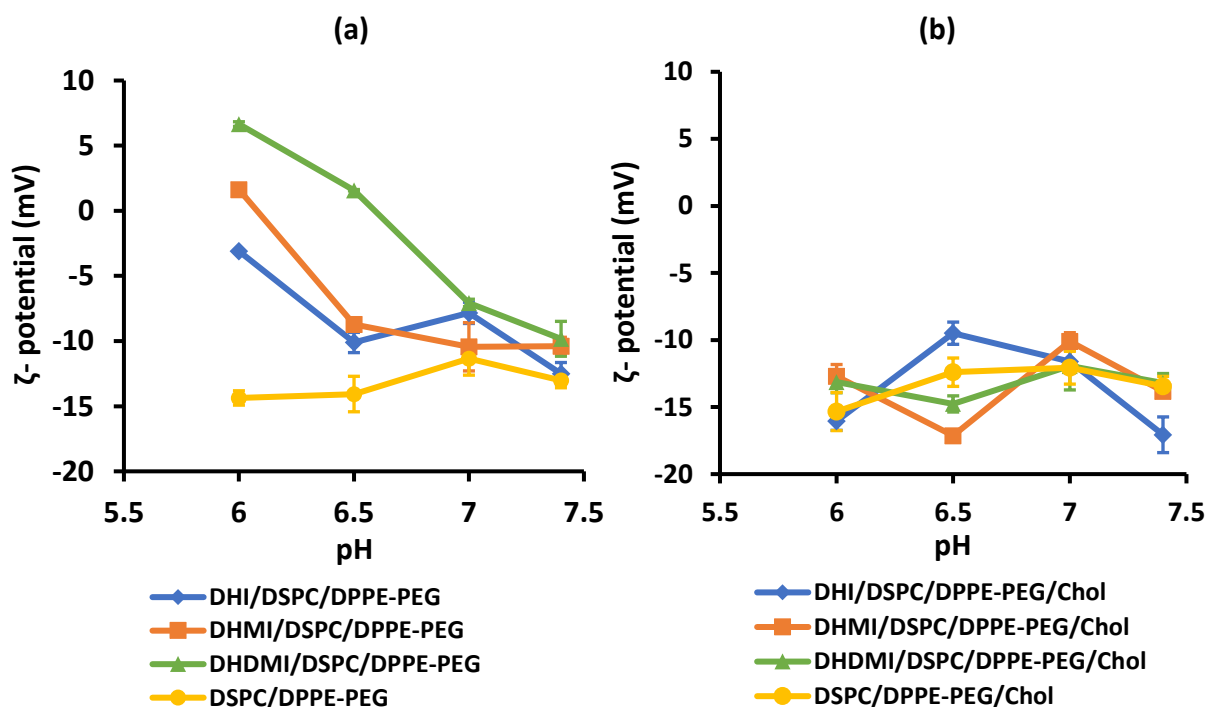 (a)
ζ- potential (mV)
10
5
0
-5
-10
-15
-20
5.5 6 6.5 7 7.5
pH
DHI/DSPC/DPPE-PEG
DHMI/DSPC/DPPE-PEG
DHDMI/DSPC/DPPE-PEG
DSPC/DPPE-PEG
(b)
ζ- potential (mV)
10
5
0
-5
-10
-15
-20
5.5 6 6.5 7 7.5
pH
DHI/DSPC/DPPE-PEG/Chol
DHMI/DSPC/DPPE-PEG/Chol
DHDMI/DSPC/DPPE-PEG/Chol
DSPC/DPPE-PEG/Chol